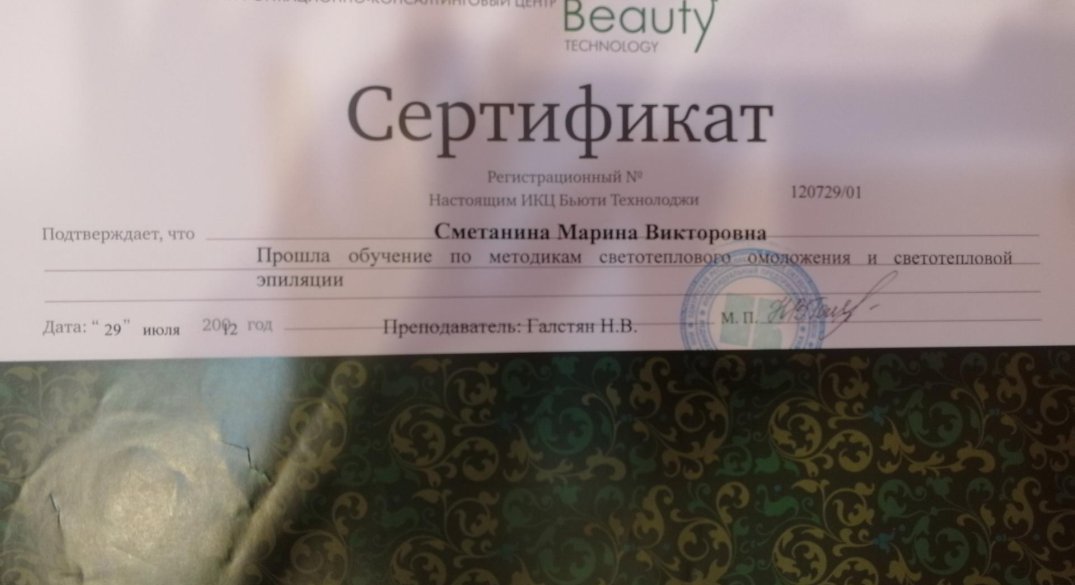 Beauty
TECHNOLOGY
Сертификат
Регистрационный №
120729/01
Настоящим ИКЦ Бьюти Технолоджи
Подтверждает, что Сметанина Марина Викторовна
Прошла обучение по методикам светотеплового омоложения и светотепловой
эпиляции
Дата: “ 29” июля 20012 год Преподаватель: Галстян Н.В. М. П.